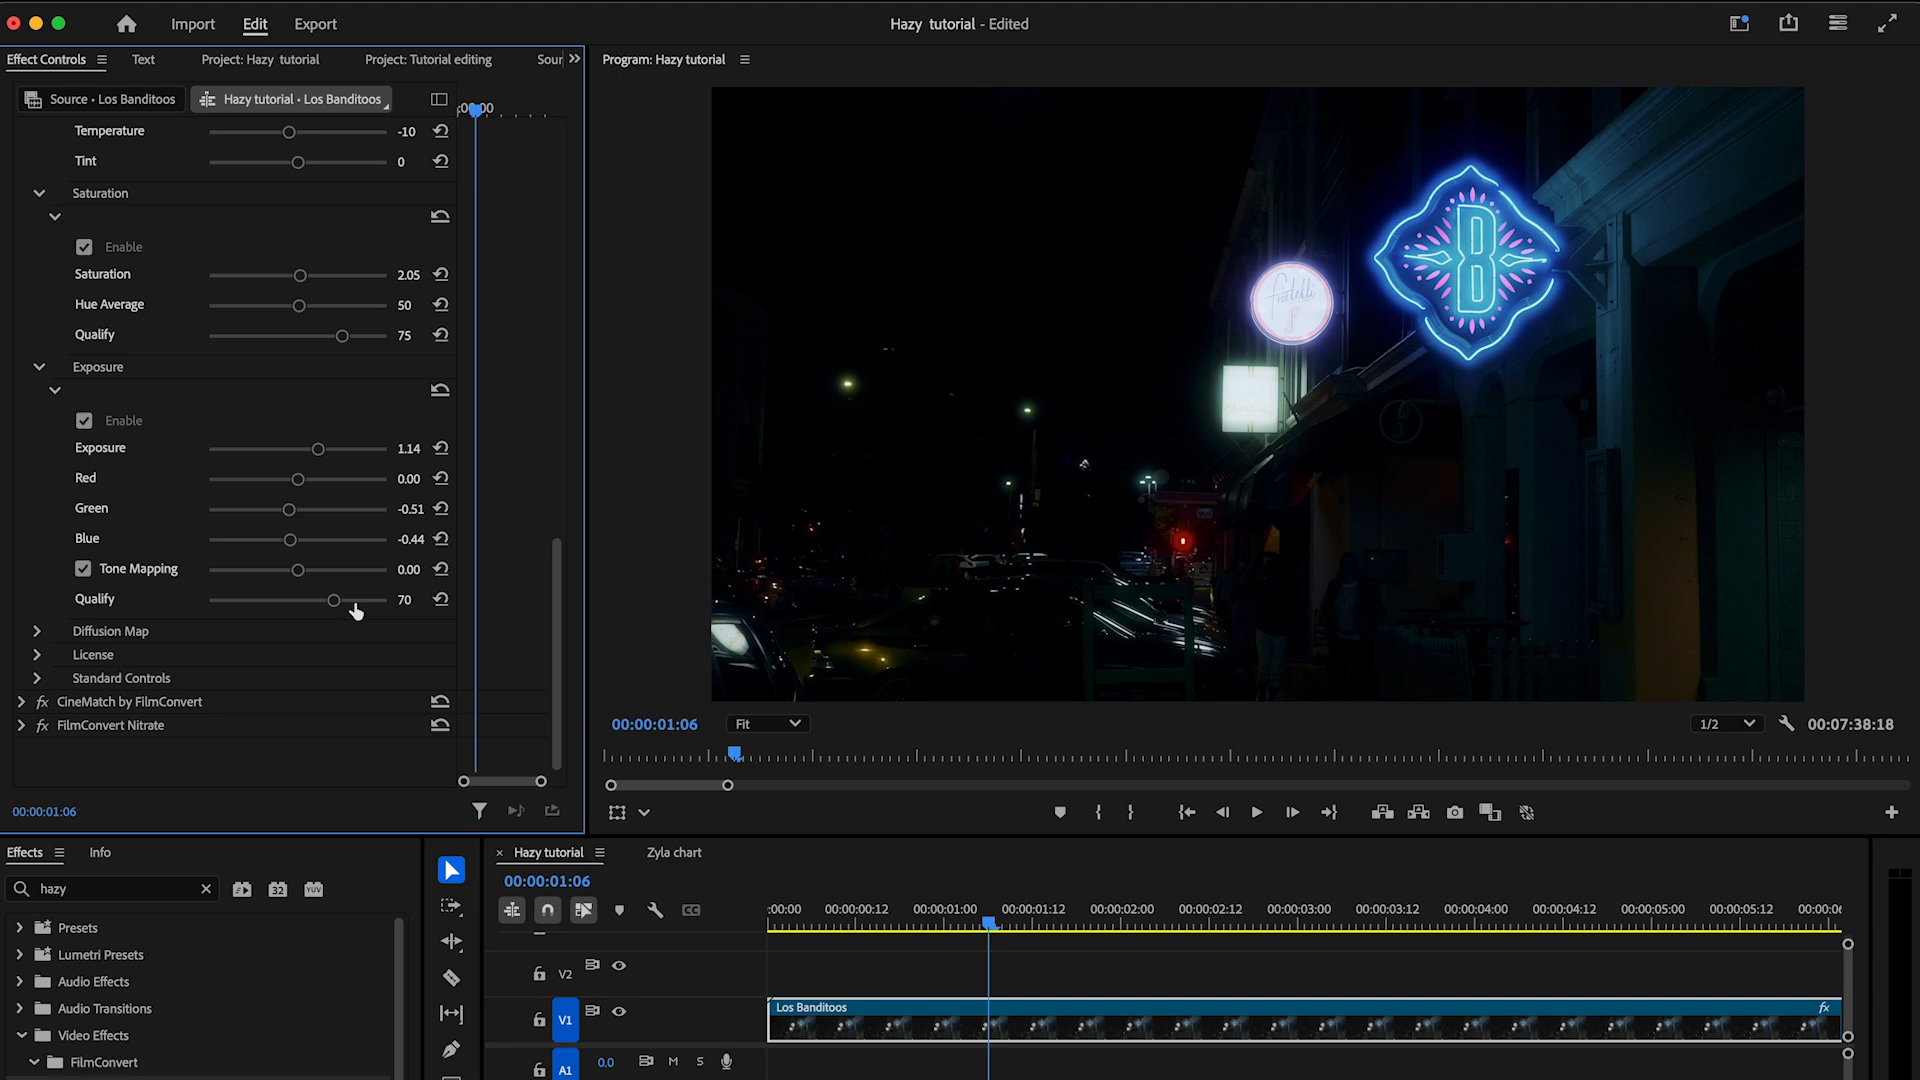 Import Edit Export Hazy tutorial - Edited
Effect Controls Text Project: Hazy tutorial Project: Tutorial editing Sour
Source • Los Banditoos Hazy tutorial • Los Banditoos
:00:00
Temperature -10
Tint 0
Saturation
Enable
Saturation 2.05
Hue Average 50
Qualify 75
Exposure
Enable
Exposure 1.14
Red 0.00
Green -0.51
Blue -0.44
Tone Mapping 0.00
Qualify 70
Diffusion Map
License
Standard Controls
fx CineMatch by FilmConvert
fx FilmConvert Nitrate
00:00:01:06
Program: Hazy tutorial
B
fratelli
f
00:00:01:06 Fit 1/2 00:07:38:18
Effects Info
hazy
32 YUV
Presets
Lumetri Presets
Audio Effects
Audio Transitions
Video Effects
FilmConvert
× Hazy tutorial Zyla chart
00:00:01:06
CC
:00:00 00:00:00:12 00:00:01:00 00:00:01:12 00:00:02:00 00:00:02:12 00:00:03:00 00:00:03:12 00:00:04:00 00:00:04:12 00:00:05:00 00:00:05:12 00:00:06
V2
V1 Los Banditoos fx
A1 0.0 M S